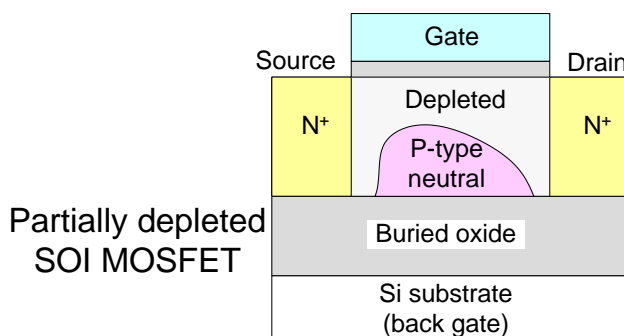 Gate
Source
Drain
Depleted
N+
N+
P-type
neutral
Partially depleted
SOI MOSFET
Buried oxide
Si substrate
(back gate)